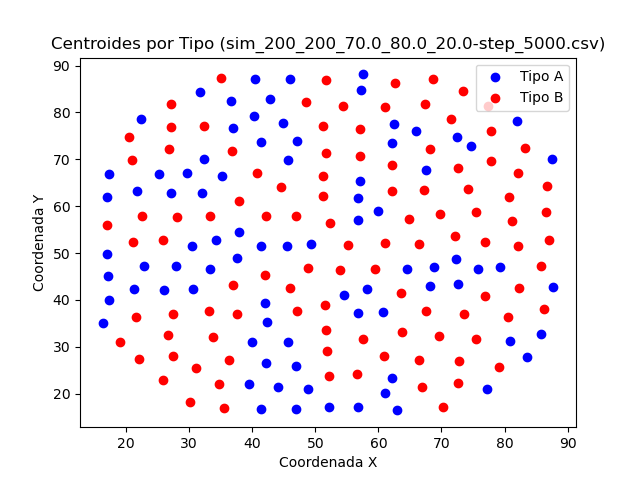 Centroides por Tipo (sim_200_200_70.0_80.0_20.0-step_5000.csv)
90
80
70
60
50
40
30
20
Coordenada Y
Tipo A
Tipo B
20 30 40 50 60 70 80 90
Coordenada X